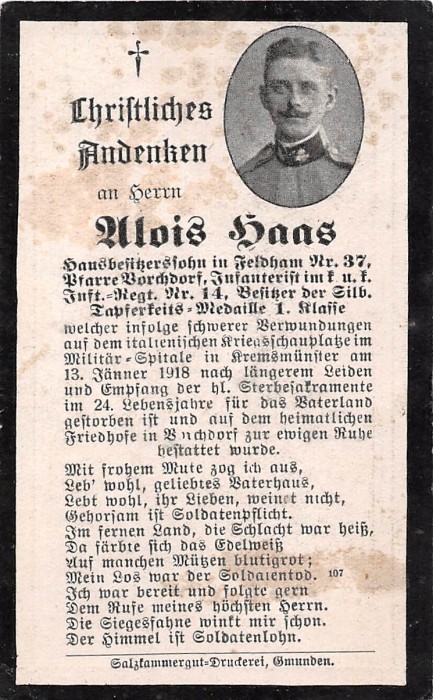 Christliches
Andenken
an Herrn
Alois Haas
Hausbesitzerssohn in Feldham Nr. 37,
Pfarre Vorchdorf, Infanterist im k. u. k.
Inft.-Regt. Nr. 14, Besitzer der Silb.
Tapferkeits-Medaille 1. Klasse
welcher infolge schwerer Verwundungen
auf dem italienischen Kriegsschauplatze im
Militär-Spitale in Kremsmünster am
13. Jänner 1918 nach längerem Leiden
und Empfang der hl. Sterbesakramente
im 24. Lebensjahre für das Vaterland
gestorben ist und auf dem heimatlichen
Friedhofe in Vorchdorf zur ewigen Ruhe
bestattet wurde.
Mit frohem Mute zog ich aus,
Leb' wohl, geliebtes Vaterhaus,
Lebt wohl, ihr Lieben, weinet nicht,
Gehorsam ist Soldatenpflicht.
Im fernen Land, die Schlacht war heiß,
Da färbte sich das Edelweiß
Auf manchen Mützen blutigrot;
Mein Los war der Soldatentod. 107
Ich war bereit und folgte gern
Dem Rufe meines höchsten Herrn.
Die Siegesfahne winkt mir schon.
Der Himmel ist Soldatenlohn.
Salzkammergut-Druckerei, Gmunden.